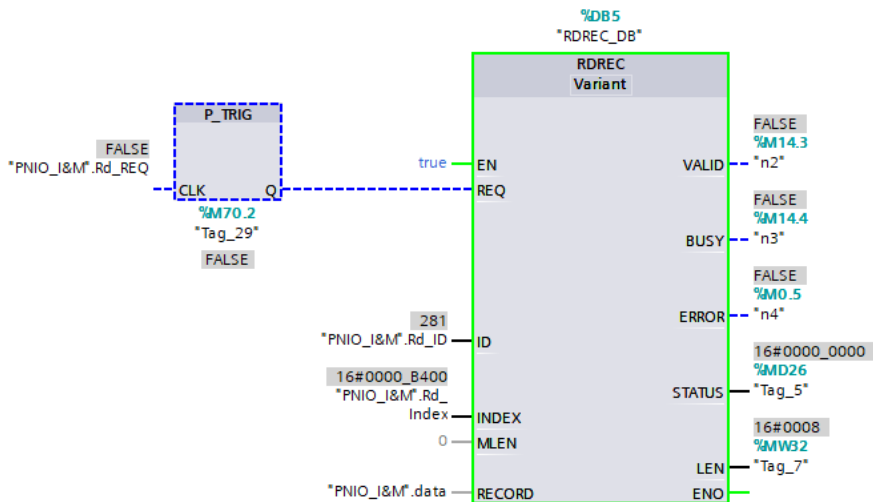 %DB5
"RDREC_DB"
RDREC
Variant
P_TRIG
FALSE
"PNIO_I&M".Rd_REQ
CLK Q
%M70.2
"Tag_29"
FALSE
true EN
REQ
281
"PNIO_I&M".Rd_ID ID
16#0000_B400
"PNIO_I&M".Rd_
Index INDEX
0 MLEN
"PNIO_I&M".data RECORD
FALSE
%M14.3
VALID "n2"
FALSE
%M14.4
BUSY "n3"
FALSE
%M0.5
ERROR "n4"
16#0000_0000
%MD26
STATUS "Tag_5"
16#0008
%MW32
LEN "Tag_7"
ENO